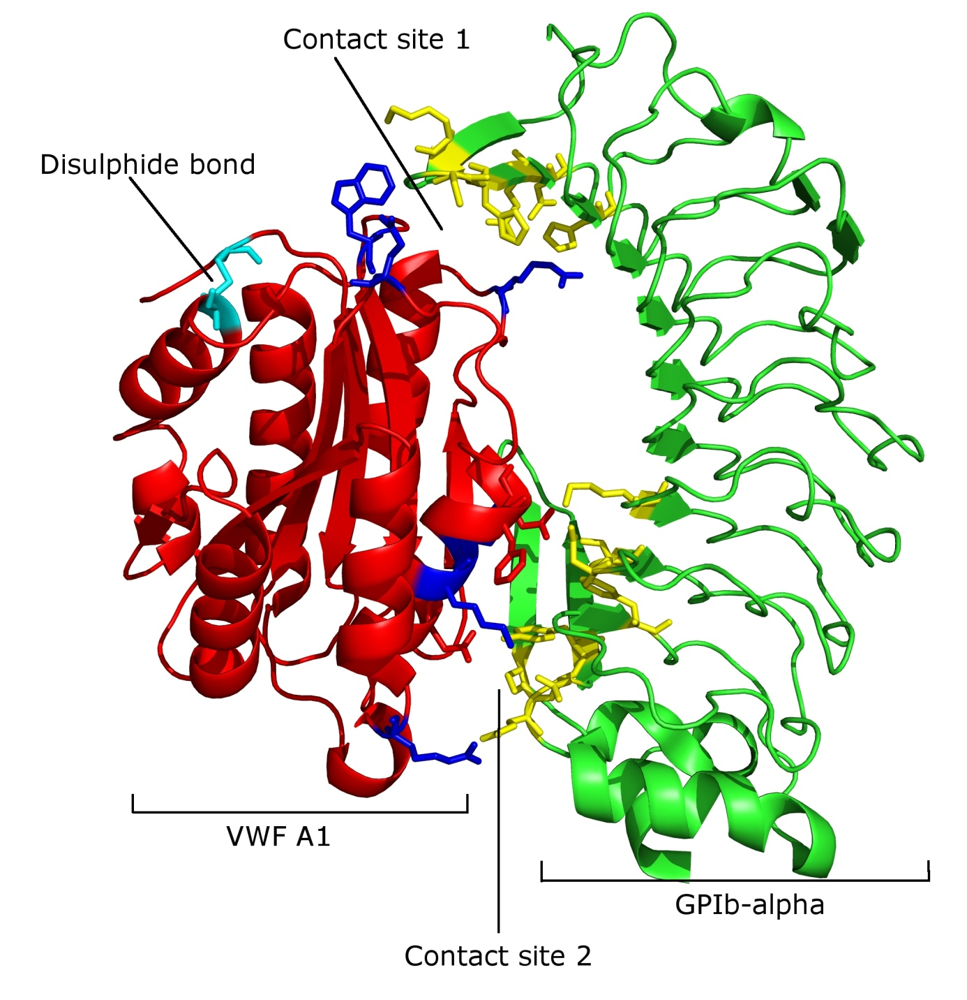 Contact site 1
Disulphide bond
VWF A1
GPIb-alpha
Contact site 2